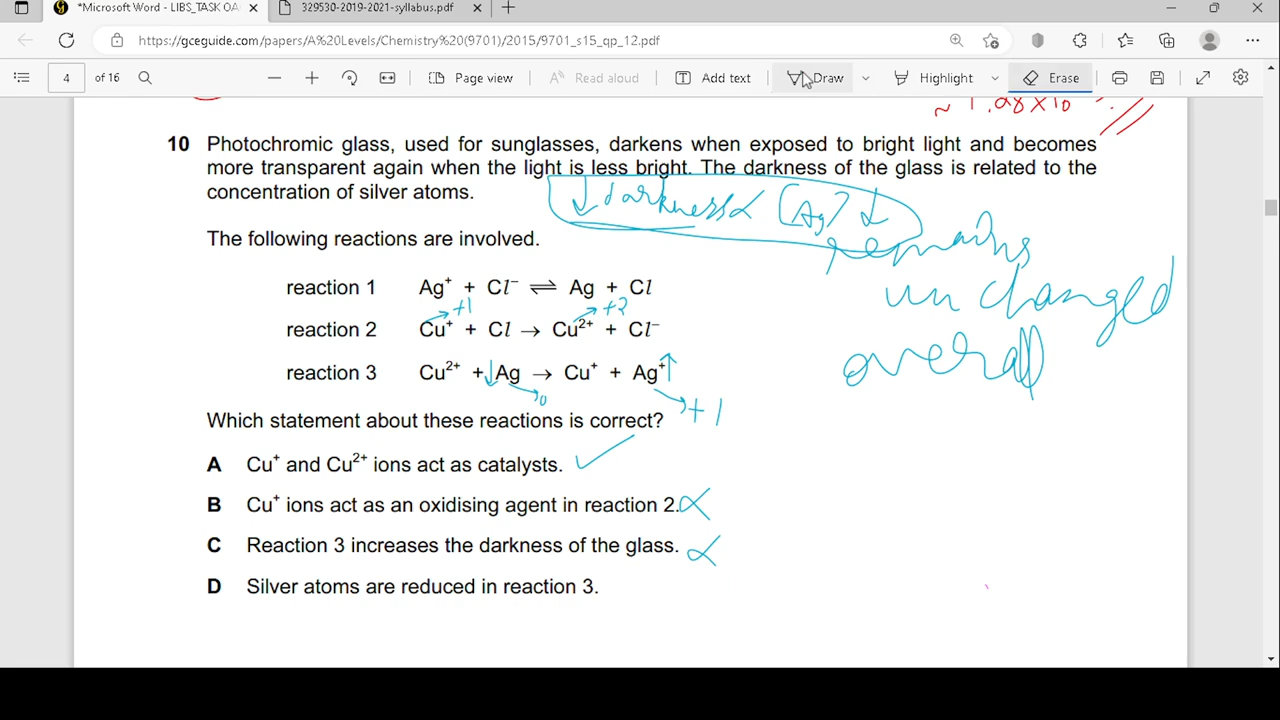 *Microsoft Word - LIBS_TASK OA
329530-2019-2021-syllabus.pdf
https://gceguide.com/papers/A%20Levels/Chemistry%20(9701)/2015/9701_s15_qp_12.pdf
4 of 16 Page view Read aloud Add text Draw Highlight Erase
10 Photochromic glass, used for sunglasses, darkens when exposed to bright light and becomes
more transparent again when the light is less bright. The darkness of the glass is related to the
concentration of silver atoms.
↓ darkness ∝ [Ag] ↓
remains
unchanged
overall
The following reactions are involved.
reaction 1 Ag⁺ + Cl⁻ ⇌ Ag + Cl
+1 +2
reaction 2 Cu⁺ + Cl → Cu²⁺ + Cl⁻
reaction 3 Cu²⁺ + ↓Ag → Cu⁺ + Ag⁺↑
0 +1
Which statement about these reactions is correct?
A Cu⁺ and Cu²⁺ ions act as catalysts. ✓
B Cu⁺ ions act as an oxidising agent in reaction 2.
C Reaction 3 increases the darkness of the glass.
D Silver atoms are reduced in reaction 3.